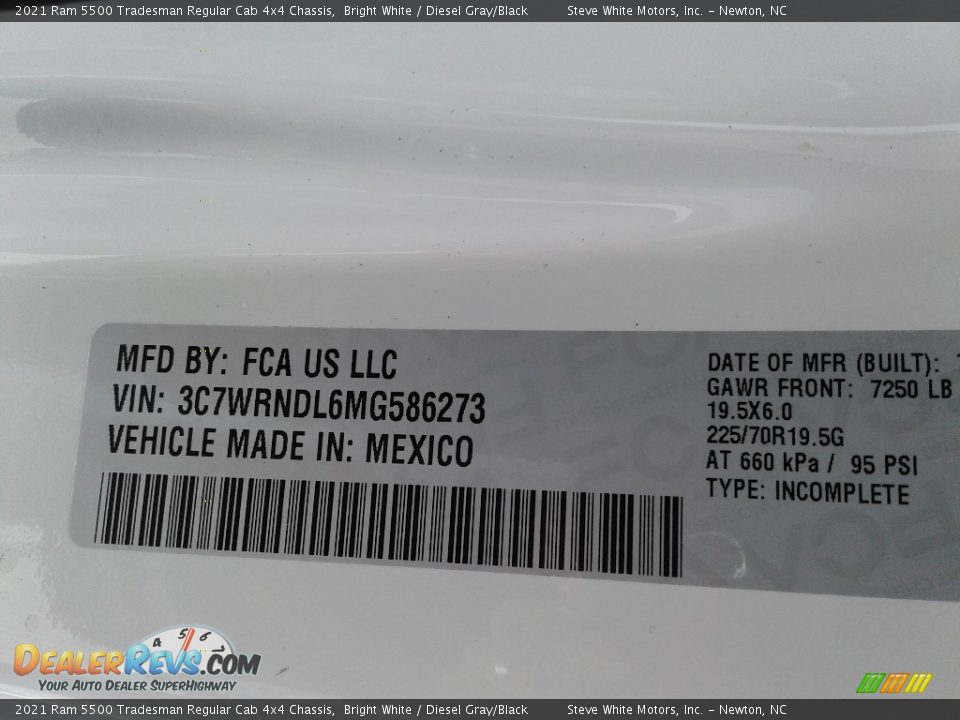 2021 Ram 5500 Tradesman Regular Cab 4x4 Chassis, Bright White / Diesel Gray/Black Steve White Motors, Inc. - Newton, NC
MFD BY: FCA US LLC
VIN: 3C7WRNDL6MG586273
VEHICLE MADE IN: MEXICO
DATE OF MFR (BUILT):
GAWR FRONT: 7250 LB
19.5X6.0
225/70R19.5G
AT 660 kPa / 95 PSI
TYPE: INCOMPLETE
4 5 6 7
DEALERREVS.COM
YOUR AUTO DEALER SUPERHIGHWAY
2021 Ram 5500 Tradesman Regular Cab 4x4 Chassis, Bright White / Diesel Gray/Black Steve White Motors, Inc. - Newton, NC